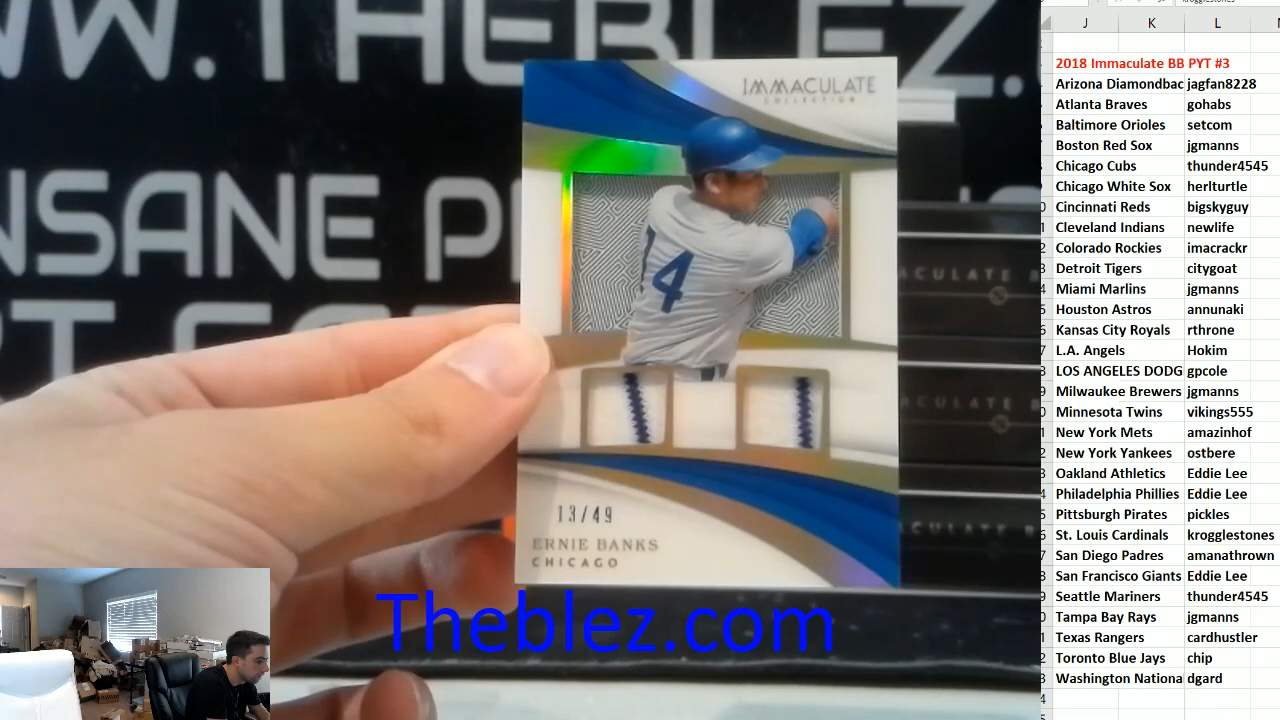 WWW.THEBLEZ.
NSANE P
IMMACULATE
COLLECTION
14
13/49
ERNIE BANKS
CHICAGO
Theblez.com
J K L
2018 Immaculate BB PYT #3
Arizona Diamondbac jagfan8228
Atlanta Braves gohabs
Baltimore Orioles setcom
Boston Red Sox jgmanns
Chicago Cubs thunder4545
Chicago White Sox herlturtle
Cincinnati Reds bigskyguy
Cleveland Indians newlife
Colorado Rockies imacrackr
Detroit Tigers citygoat
Miami Marlins jgmanns
Houston Astros annunaki
Kansas City Royals rthrone
L.A. Angels Hokim
LOS ANGELES DODG gpcole
Milwaukee Brewers jgmanns
Minnesota Twins vikings555
New York Mets amazinhof
New York Yankees ostbere
Oakland Athletics Eddie Lee
Philadelphia Phillies Eddie Lee
Pittsburgh Pirates pickles
St. Louis Cardinals krogglestones
San Diego Padres amanathrown
San Francisco Giants Eddie Lee
Seattle Mariners thunder4545
Tampa Bay Rays jgmanns
Texas Rangers cardhustler
Toronto Blue Jays chip
Washington Nationa dgard